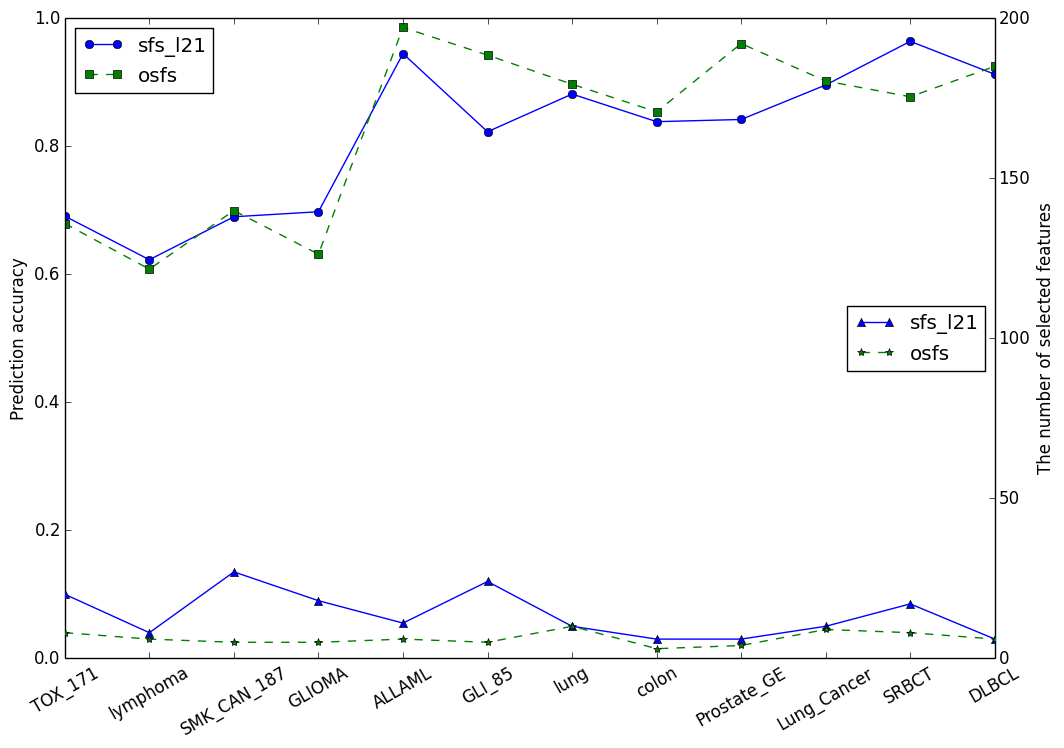 1.0
0.8
0.6
0.4
0.2
0.0
Prediction accuracy
sfs_l21
osfs
200
150
100
50
0
The number of selected features
sfs_l21
osfs
TOX_171
lymphoma
SMK_CAN_187
GLIOMA
ALLAML
GLI_85
lung
colon
Prostate_GE
Lung_Cancer
SRBCT
DLBCL